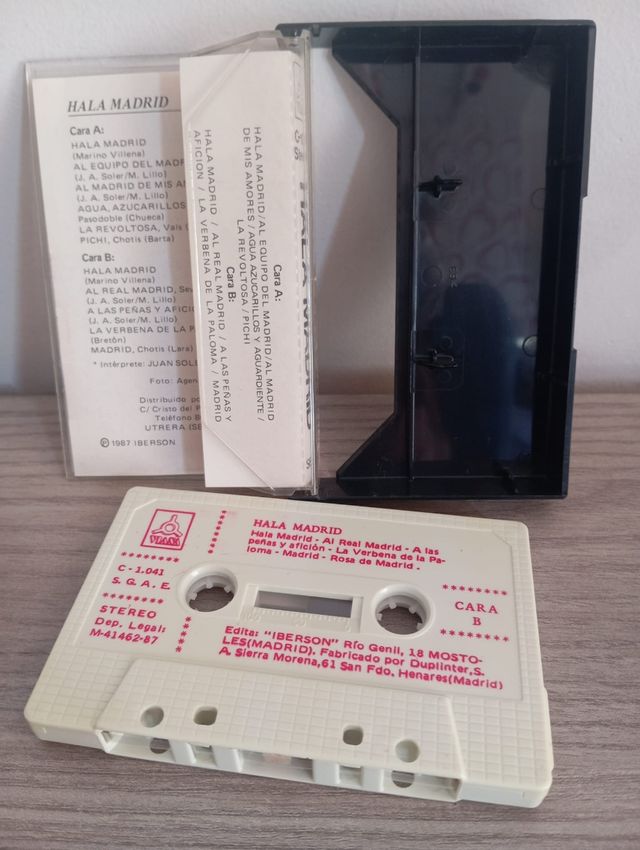 HALA MADRID
Cara A:
HALA MADRID
(Marino Villena)
AL EQUIPO DEL MADR
(J. A. Soler/M. Lillo)
AL MADRID DE MIS AM
(J. A. Soler/M. Lillo)
AGUA, AZUCARILLOS
Pasodoble (Chueca)
LA REVOLTOSA, Vals (
PICHI, Chotis (Barta)
Cara B:
HALA MADRID
(Marino Villena)
AL REAL MADRID, Sev
(J. A. Soler/M. Lillo)
A LAS PEÑAS Y AFICI
(J. A. Soler/M. Lillo)
LA VERBENA DE LA P
(Bretón)
MADRID, Chotis (Lara)
* Intérprete: JUAN SOL
Foto: Agen
Distribuido po
C/ Cristo del P
Teléfono
UTRERA (SE
Ⓟ 1987 IBERSON
HALA MADRID
Cara A:
HALA MADRID/AL EQUIPO DEL MADRID/AL MADRID
DE MIS AMORES/AGUA AZUCARILLOS Y AGUARDIENTE/
LA REVOLTOSA/PICHI
Cara B:
HALA MADRID / AL REAL MADRID / A LAS PEÑAS Y
AFICION / LA VERBENA DE LA PALOMA / MADRID
HALA MADRID
Hala Madrid - Al Real Madrid - A las
peñas y afición - La Verbena de la Pa-
loma - Madrid - Rosa de Madrid .
VIANA
********
C - 1.041
S. G. A. E.
********
STEREO
Dep. Legal:
M-41462-87
********
CARA
B
********
Edita: "IBERSON" Río Genil, 18 MOSTO-
LES(MADRID). Fabricado por Duplinter,S.
A. Sierra Morena,61 San Fdo. Henares(Madrid)